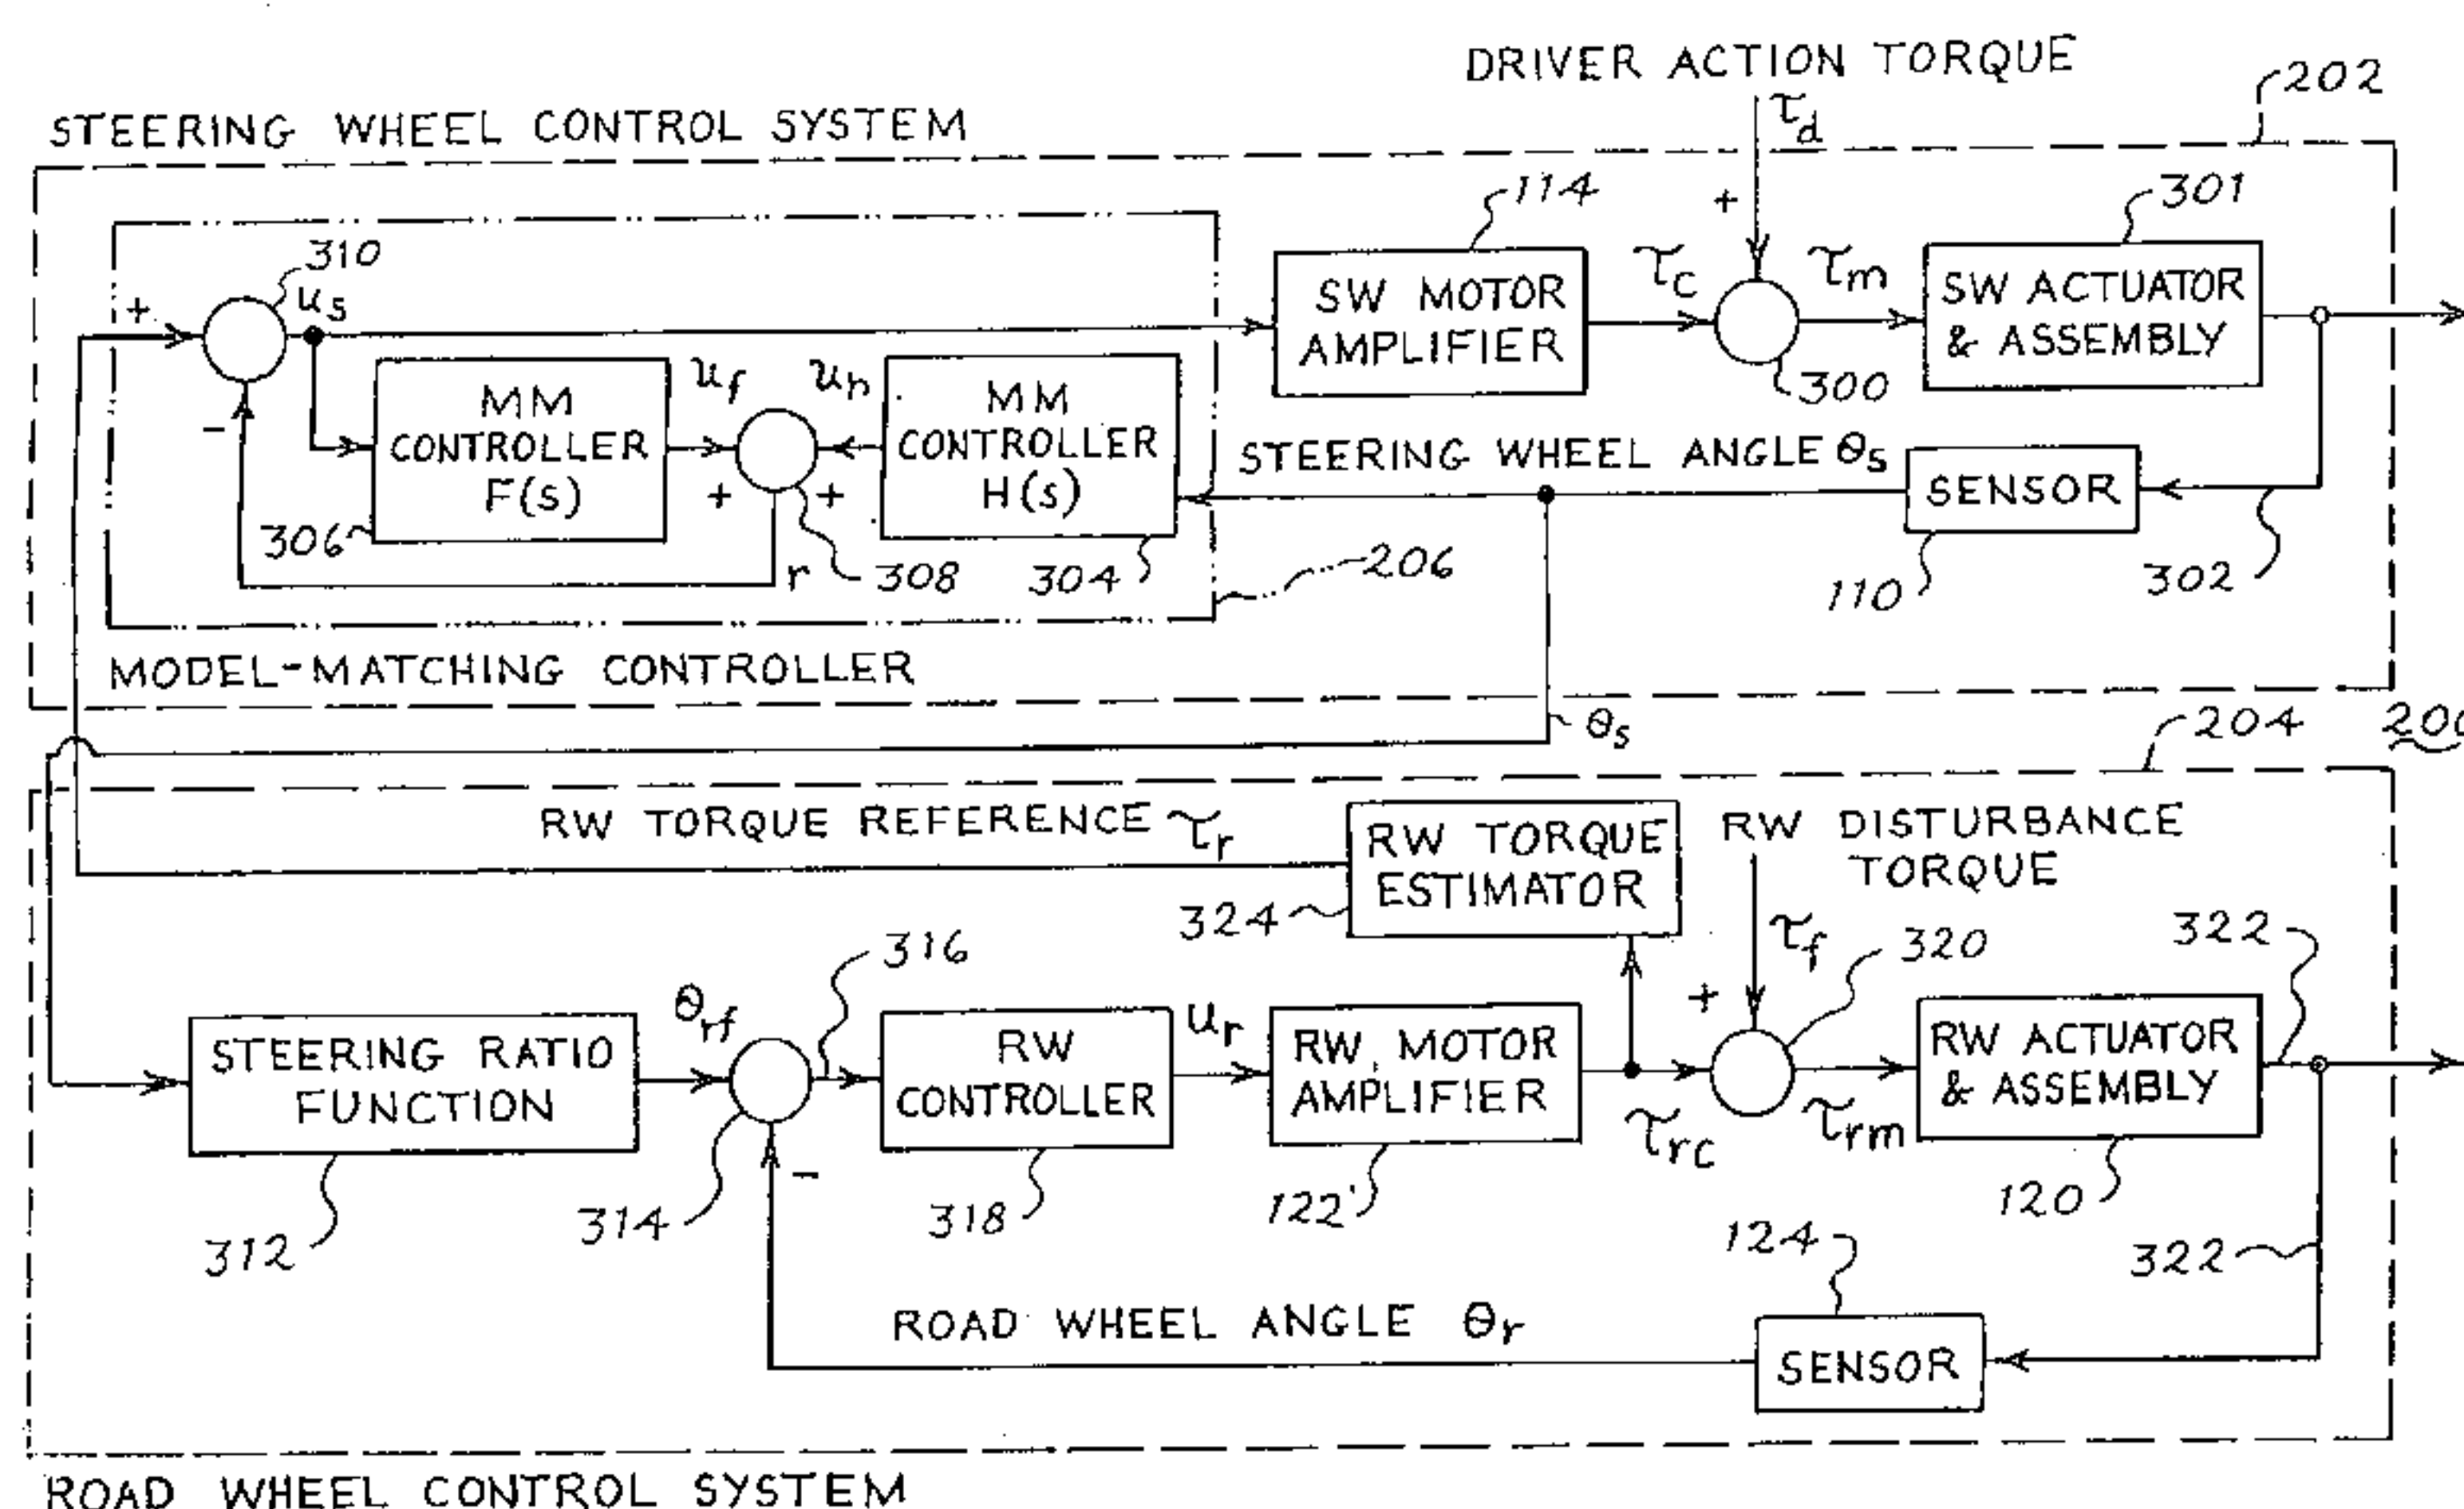 DRIVER ACTION TORQUE
τd
202
STEERING WHEEL CONTROL SYSTEM
114
301
+
310
+
us
SW MOTOR
AMPLIFIER
τc
τm
SW ACTUATOR
& ASSEMBLY
300
-
MM
CONTROLLER
F(s)
uf
uh
MM
CONTROLLER
H(s)
STEERING WHEEL ANGLE θs
SENSOR
+ +
306
r
308
304
206
110
302
MODEL-MATCHING CONTROLLER
θs
204
RW TORQUE REFERENCE τr
RW TORQUE
ESTIMATOR
324
RW DISTURBANCE
TORQUE
τf
320
322
316
+
STEERING RATIO
FUNCTION
θrf
RW
CONTROLLER
ur
RW MOTOR
AMPLIFIER
τrc
τrm
RW ACTUATOR
& ASSEMBLY
-
312
314
318
122
120
124
322
ROAD WHEEL ANGLE θr
SENSOR
ROAD WHEEL CONTROL SYSTEM